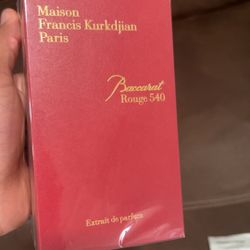 Maison
Francis Kurkdjian
Paris
Baccarat
Rouge 540
Extrait de parfum